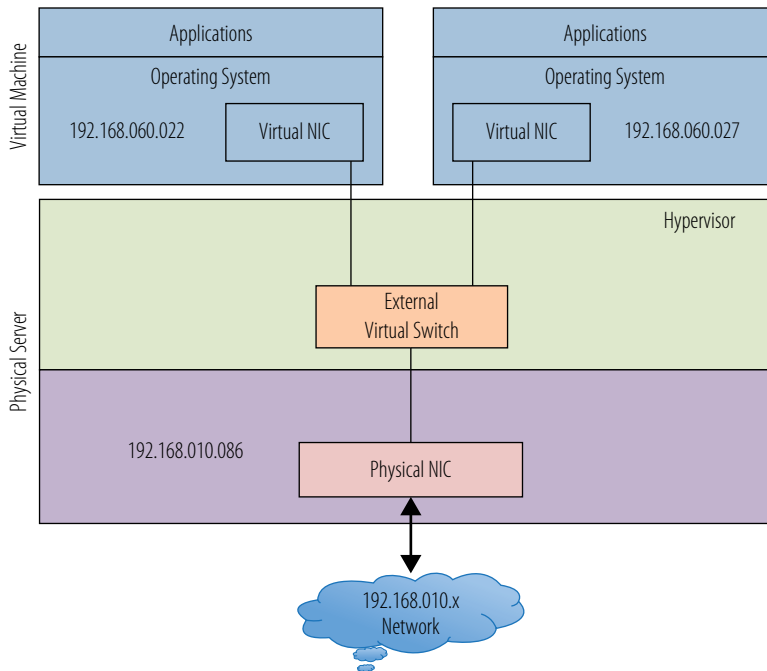 Virtual Machine
Applications
Operating System
192.168.060.022
Virtual NIC
Applications
Operating System
Virtual NIC
192.168.060.027
Physical Server
Hypervisor
External
Virtual Switch
192.168.010.086
Physical NIC
192.168.010.x
Network